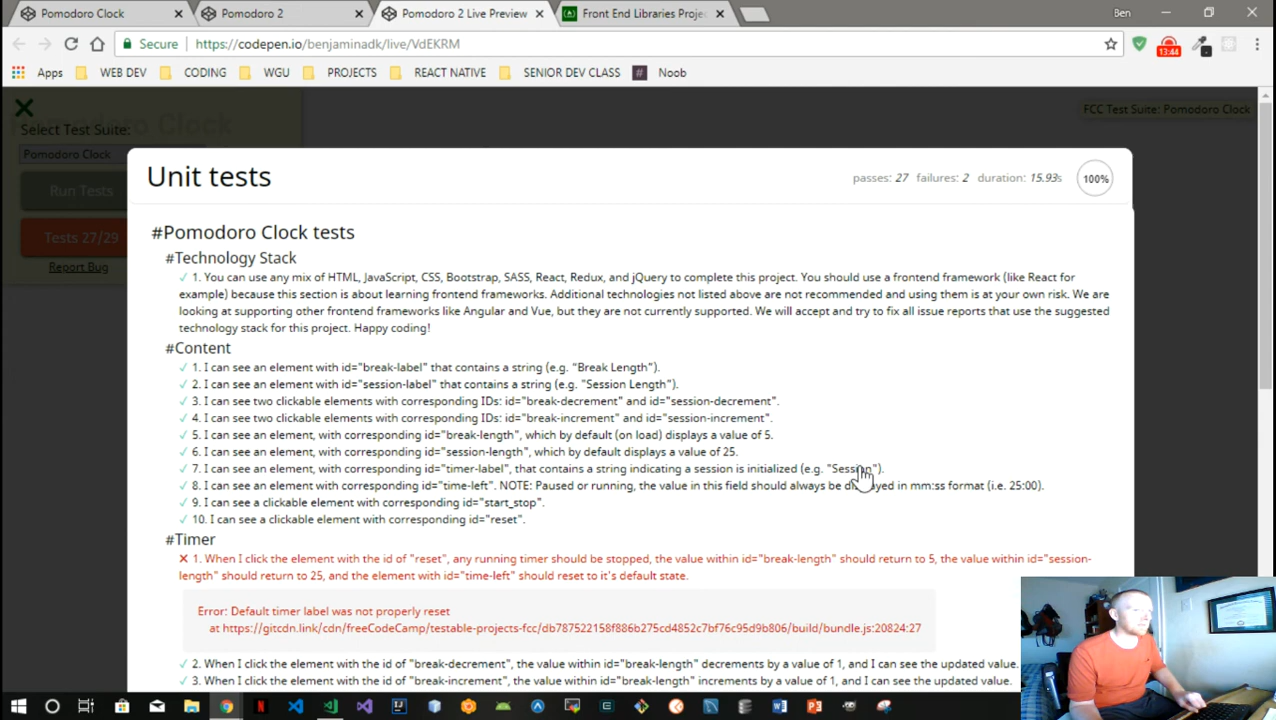 Pomodoro Clock
Pomodoro 2
Pomodoro 2 Live Preview
Front End Libraries Proje
Ben
Secure
https://codepen.io/benjaminadk/live/VdEKRM
13:44
Apps
WEB DEV
CODING
WGU
PROJECTS
REACT NATIVE
SENIOR DEV CLASS
Noob
Pomodoro Clock
FCC Test Suite: Pomodoro Clock
Select Test Suite:
Pomodoro Clock
Run Tests
Tests 27/29
Report Bug
Unit tests
passes: 27 failures: 2 duration: 15.93s
100%
#Pomodoro Clock tests
#Technology Stack
✓ 1. You can use any mix of HTML, JavaScript, CSS, Bootstrap, SASS, React, Redux, and jQuery to complete this project. You should use a frontend framework (like React for
example) because this section is about learning frontend frameworks. Additional technologies not listed above are not recommended and using them is at your own risk. We are
looking at supporting other frontend frameworks like Angular and Vue, but they are not currently supported. We will accept and try to fix all issue reports that use the suggested
technology stack for this project. Happy coding!
#Content
✓ 1. I can see an element with id="break-label" that contains a string (e.g. "Break Length").
✓ 2. I can see an element with id="session-label" that contains a string (e.g. "Session Length").
✓ 3. I can see two clickable elements with corresponding IDs: id="break-decrement" and id="session-decrement".
✓ 4. I can see two clickable elements with corresponding IDs: id="break-increment" and id="session-increment".
✓ 5. I can see an element, with corresponding id="break-length", which by default (on load) displays a value of 5.
✓ 6. I can see an element, with corresponding id="session-length", which by default displays a value of 25.
✓ 7. I can see an element, with corresponding id="timer-label", that contains a string indicating a session is initialized (e.g. "Session").
✓ 8. I can see an element with corresponding id="time-left". NOTE: Paused or running, the value in this field should always be displayed in mm:ss format (i.e. 25:00).
✓ 9. I can see a clickable element with corresponding id="start_stop".
✓ 10. I can see a clickable element with corresponding id="reset".
#Timer
✕ 1. When I click the element with the id of "reset", any running timer should be stopped, the value within id="break-length" should return to 5, the value within id="session-
length" should return to 25, and the element with id="time-left" should reset to it's default state.
Error: Default timer label was not properly reset
at https://gitcdn.link/cdn/freeCodeCamp/testable-projects-fcc/db787522158f886b275cd4852c7bf76c95d9b806/build/bundle.js:20824:27
✓ 2. When I click the element with the id of "break-decrement", the value within id="break-length" decrements by a value of 1, and I can see the updated value.
✓ 3. When I click the element with the id of "break-increment", the value within id="break-length" increments by a value of 1, and I can see the updated value.